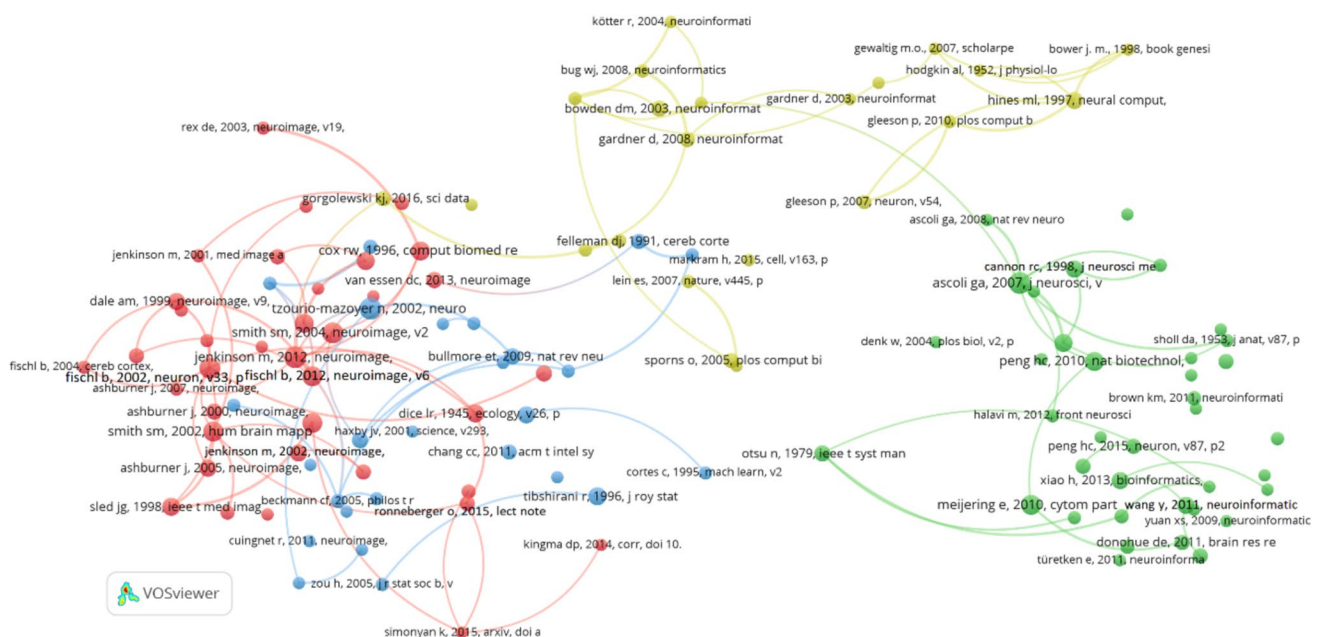 kötter r, 2004, neuroinformati
gewaltig m.o., 2007, scholarpe
bower j. m., 1998, book genesi
bug wj, 2008, neuroinformatics
hodgkin al, 1952, j physiol-lo
bowden dm, 2003, neuroinformat
gardner d, 2003, neuroinformat
hines ml, 1997, neural comput,
rex de, 2003, neuroimage, v19,
gardner d, 2008, neuroinformat
gleeson p, 2010, plos comput b
gorgolewski kj, 2016, sci data
gleeson p, 2007, neuron, v54,
ascoli ga, 2008, nat rev neuro
jenkinson m, 2001, med image a
cox rw, 1996, comput biomed re
felleman dj, 1991, cereb corte
markram h, 2015, cell, v163, p
cannon rc, 1998, j neurosci me
van essen dc, 2013, neuroimage
lein es, 2007, nature, v445, p
ascoli ga, 2007, j neurosci, v
dale am, 1999, neuroimage, v9,
tzourio-mazoyer n, 2002, neuro
smith sm, 2004, neuroimage, v2
denk w, 2004, plos biol, v2, p
sholl da, 1953, j anat, v87, p
jenkinson m, 2012, neuroimage,
bullmore et, 2009, nat rev neu
sporns o, 2005, plos comput bi
peng hc, 2010, nat biotechnol,
fischl b, 2004, cereb cortex,
fischl b, 2002, neuron, v33, p
fischl b, 2012, neuroimage, v6
ashburner j, 2007, neuroimage,
brown km, 2011, neuroinformati
ashburner j, 2000, neuroimage,
dice lr, 1945, ecology, v26, p
halavi m, 2012, front neurosci
smith sm, 2002, hum brain mapp
haxby jv, 2001, science, v293,
jenkinson m, 2002, neuroimage,
chang cc, 2011, acm t intel sy
otsu n, 1979, ieee t syst man
peng hc, 2015, neuron, v87, p2
ashburner j, 2005, neuroimage,
cortes c, 1995, mach learn, v2
xiao h, 2013, bioinformatics,
sled jg, 1998, ieee t med imag
beckmann cf, 2005, philos t r
tibshirani r, 1996, j roy stat
ronneberger o, 2015, lect note
meijering e, 2010, cytom part
wang y, 2011, neuroinformatic
yuan xs, 2009, neuroinformatic
cuingnet r, 2011, neuroimage,
kingma dp, 2014, corr, doi 10.
donohue de, 2011, brain res re
türetken e, 2011, neuroinforma
zou h, 2005, j r stat soc b, v
VOSviewer
simonyan k, 2015, arxiv, doi a